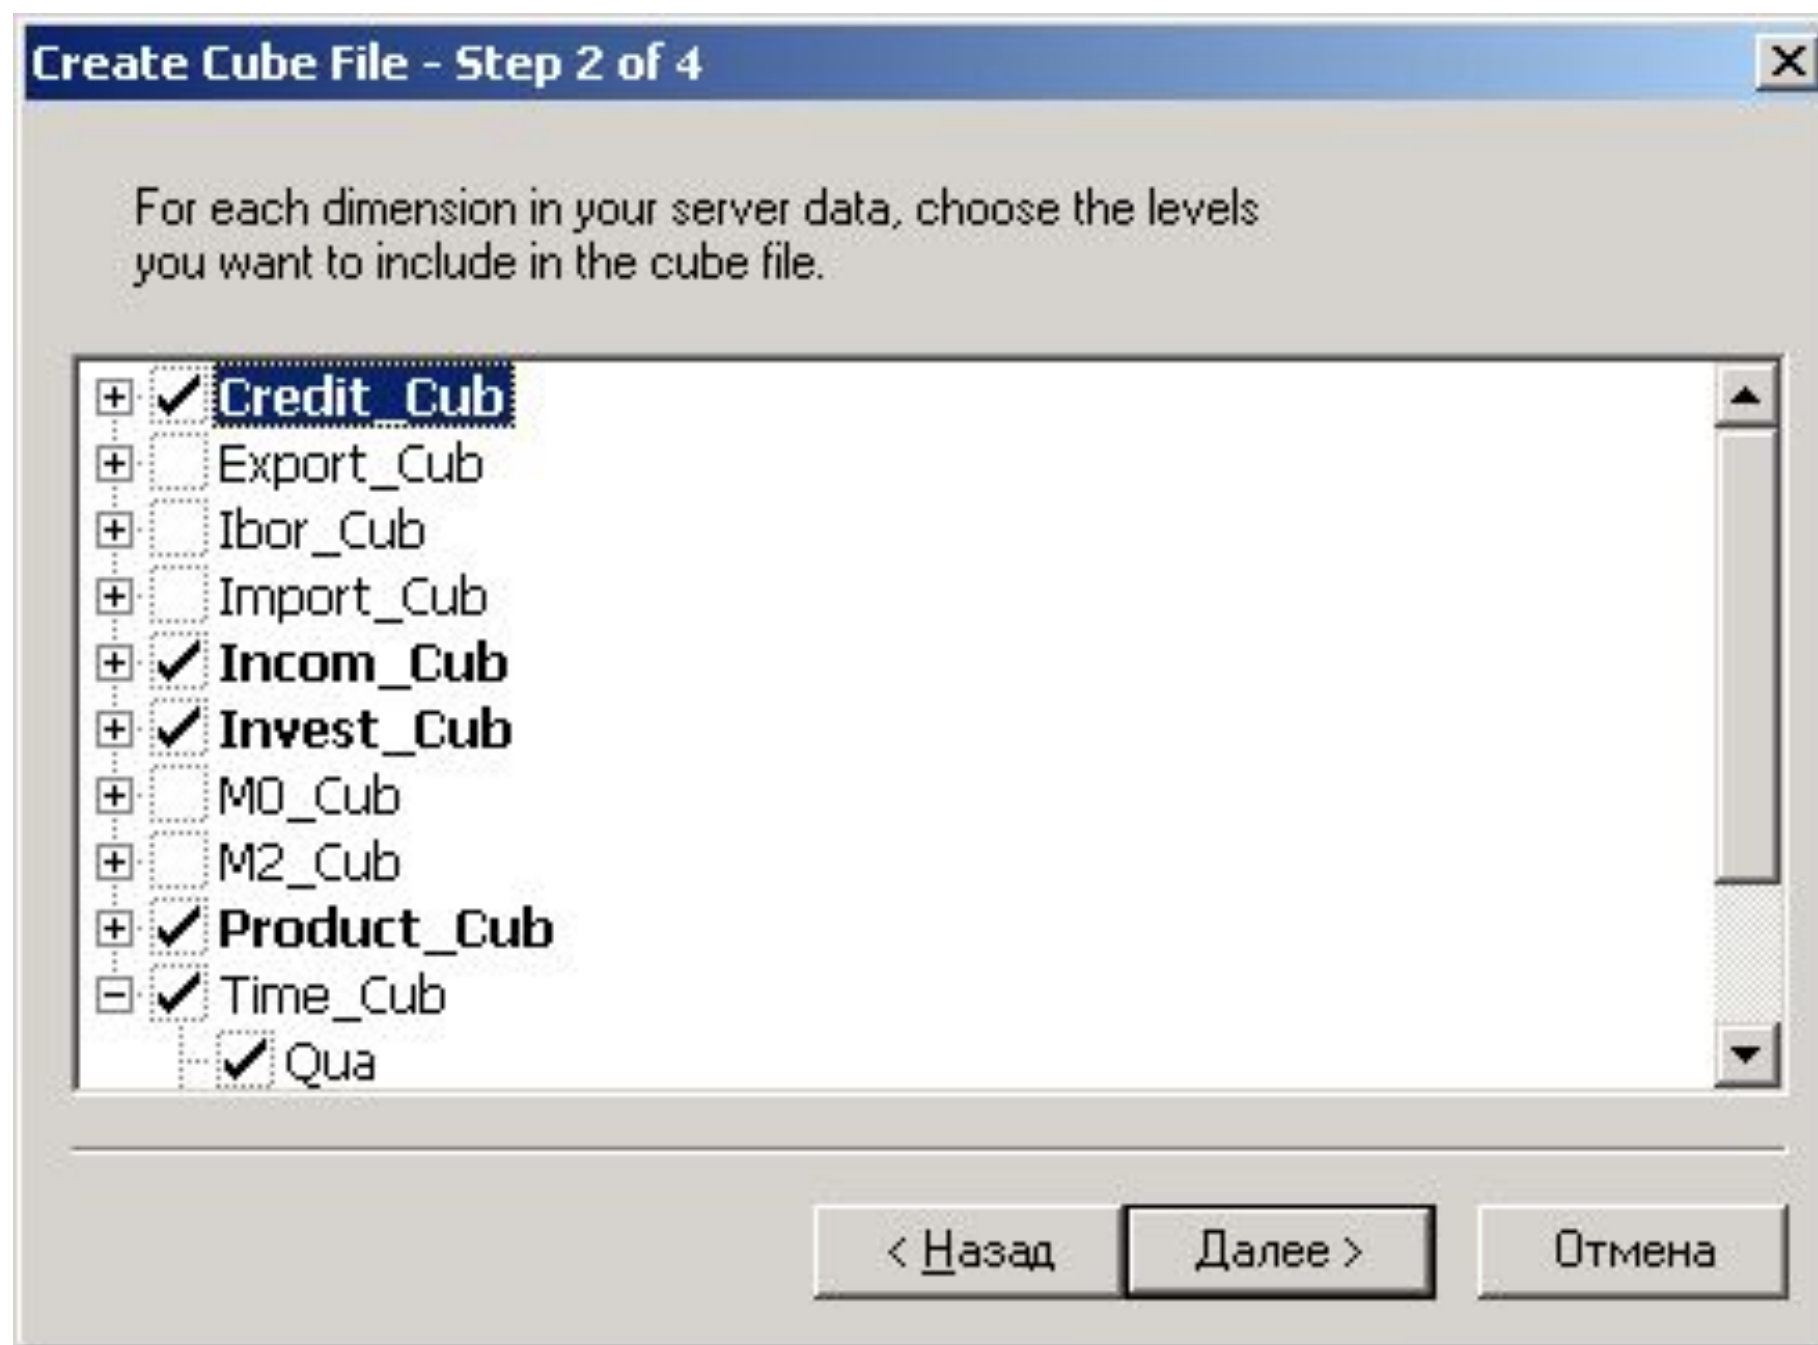 Create Cube File - Step 2 of 4
For each dimension in your server data, choose the levels
you want to include in the cube file.
Credit_Cub
Export_Cub
Ibor_Cub
Import_Cub
Incom_Cub
Invest_Cub
M0_Cub
M2_Cub
Product_Cub
Time_Cub
Qua
< Назад Далее > Отмена